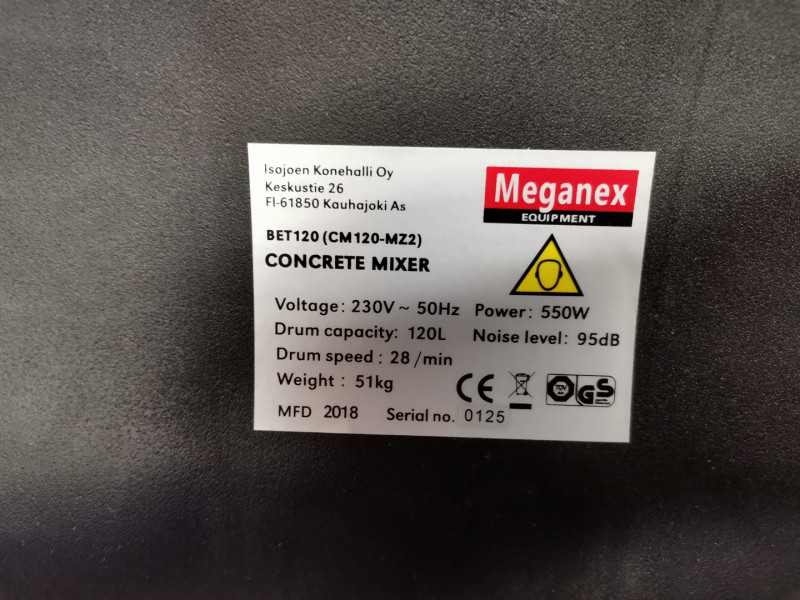 Isojoen Konehalli Oy
Keskustie 26
FI-61850 Kauhajoki As
Meganex
EQUIPMENT
BET120 (CM120-MZ2)
CONCRETE MIXER
Voltage: 230V ~ 50Hz Power: 550W
Drum capacity: 120L Noise level: 95dB
Drum speed: 28/min
Weight: 51kg
CE
TÜV GS
MFD 2018 Serial no. 0125